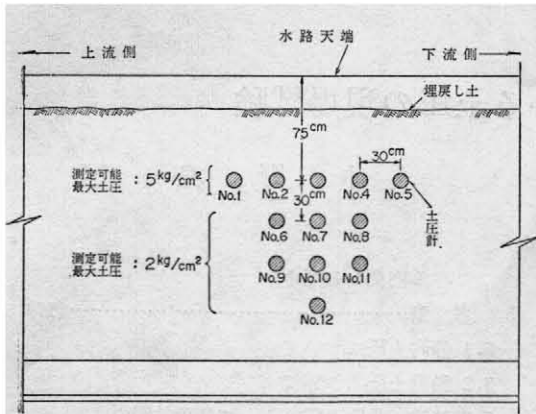 水路天端
上流側
下流側
埋戻し土
75cm
30cm
測定可能
最大土圧 : 5kg/cm²
No.1
No.2
No.4
No.5
30cm
土圧計
No.6
No.7
No.8
測定可能
最大土圧 : 2kg/cm²
No.9
No.10
No.11
No.12